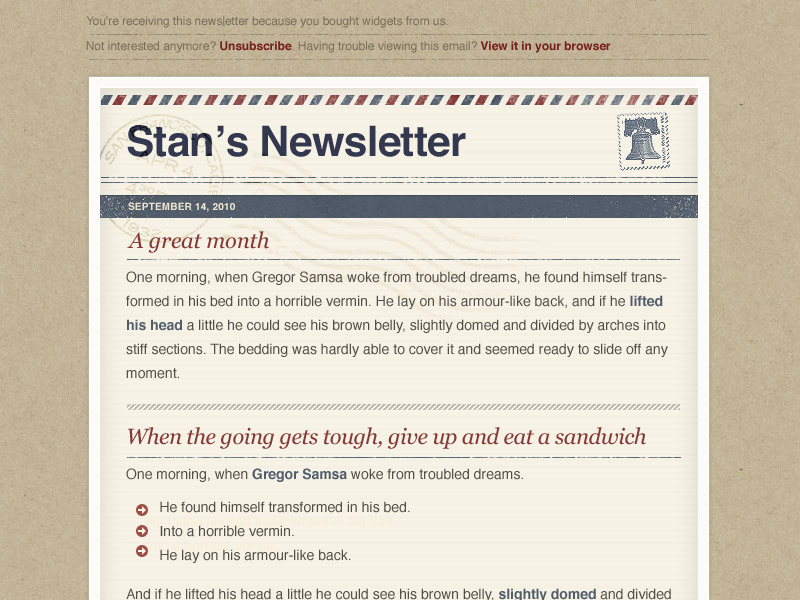 You're receiving this newsletter because you bought widgets from us.
Not interested anymore? Unsubscribe. Having trouble viewing this email? View it in your browser.
Stan's Newsletter
APR 4
1932
SEPTEMBER 14, 2010
A great month
One morning, when Gregor Samsa woke from troubled dreams, he found himself trans-
formed in his bed into a horrible vermin. He lay on his armour-like back, and if he lifted
his head a little he could see his brown belly, slightly domed and divided by arches into
stiff sections. The bedding was hardly able to cover it and seemed ready to slide off any
moment.
When the going gets tough, give up and eat a sandwich
One morning, when Gregor Samsa woke from troubled dreams.
He found himself transformed in his bed.
Into a horrible vermin.
He lay on his armour-like back.
And if he lifted his head a little he could see his brown belly, slightly domed and divided